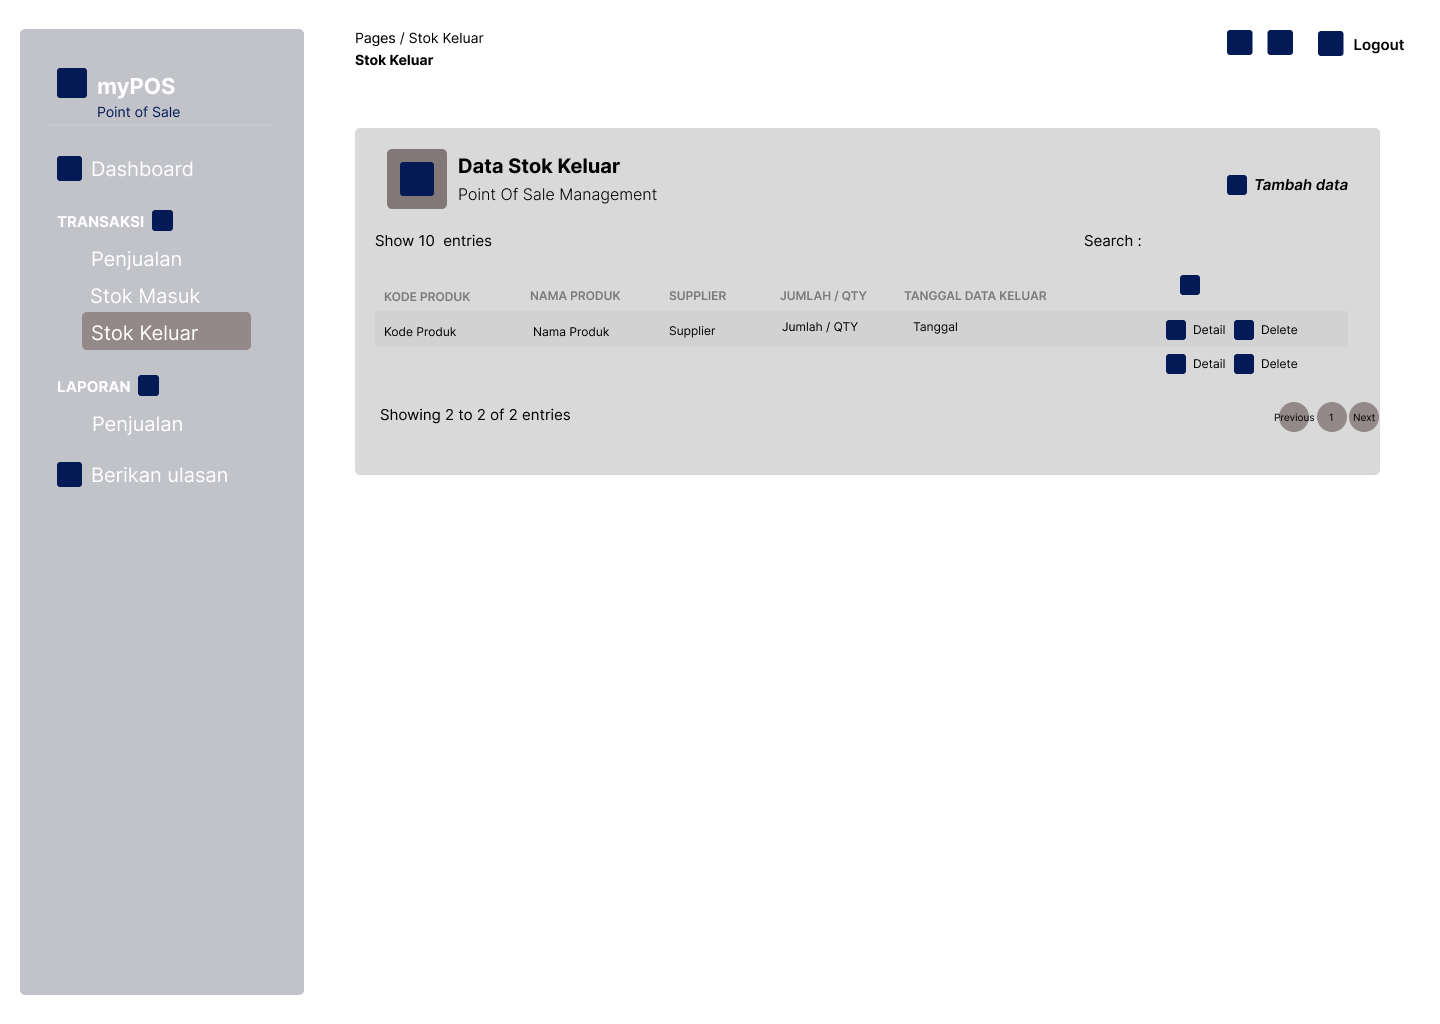 myPOS
Point of Sale
Dashboard
TRANSAKSI
Penjualan
Stok Masuk
Stok Keluar
LAPORAN
Penjualan
Berikan ulasan
Pages / Stok Keluar
Stok Keluar
Logout
Data Stok Keluar
Point Of Sale Management
Tambah data
Show 10 entries
Search :
KODE PRODUK NAMA PRODUK SUPPLIER JUMLAH / QTY TANGGAL DATA KELUAR
Kode Produk Nama Produk Supplier Jumlah / QTY Tanggal Detail Delete
Detail Delete
Showing 2 to 2 of 2 entries
Previous 1 Next